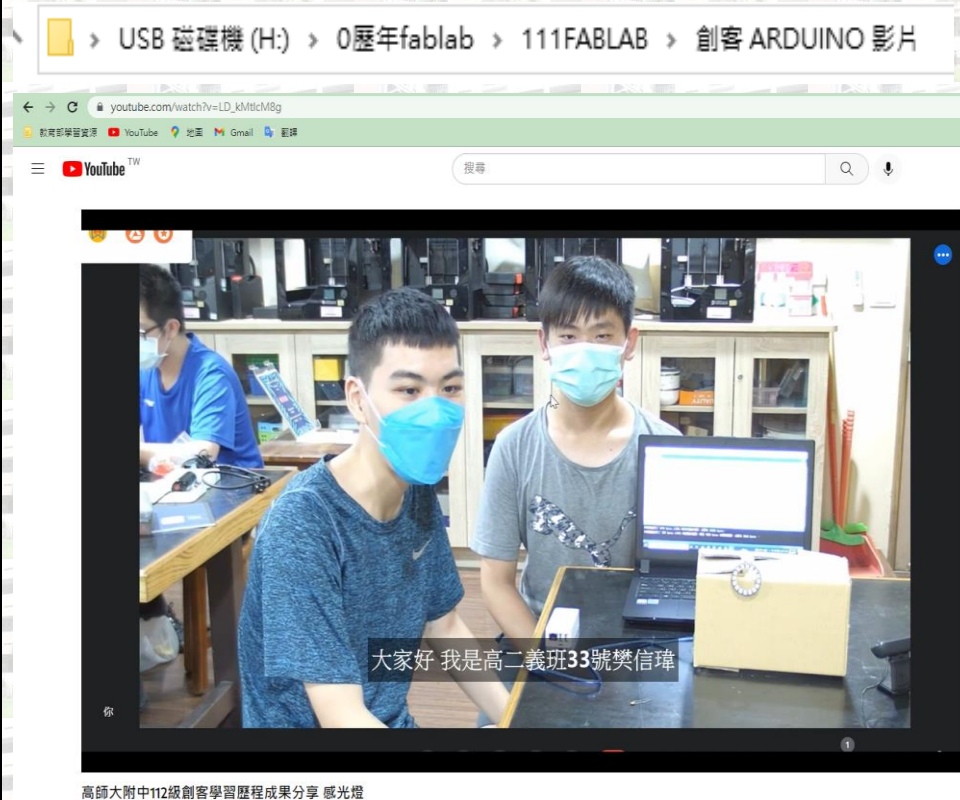 USB 磁碟機 (H:) > 0歷年fablab > 111FABLAB > 創客 ARDUINO 影片
youtube.com/watch?v=LD_kMtlcM8g
教育部學習資源 YouTube 地圖 Gmail 翻譯
YouTube TW
搜尋
大家好 我是高二義班33號樊信瑋
你
1
高師大附中112級創客學習歷程成果分享 感光燈